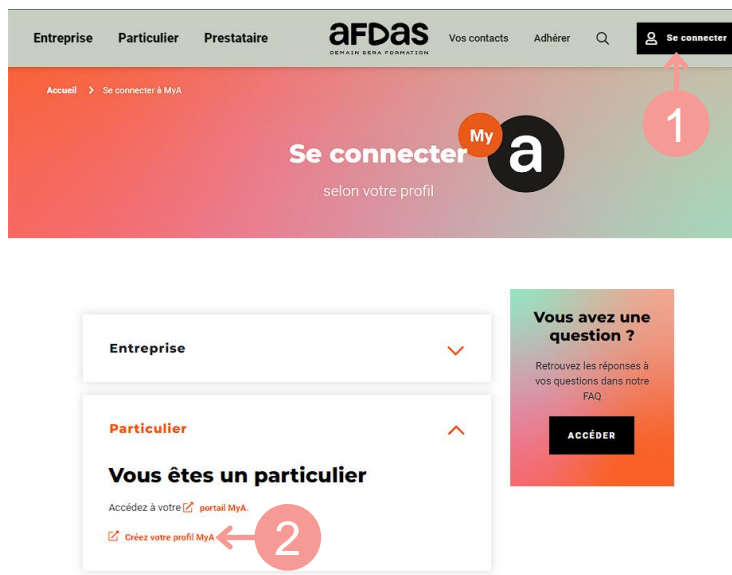 Entreprise Particulier Prestataire afDas Vos contacts Adhérer Se connecter
DEMAIN SERA FORMATION
Accueil > Se connecter à MyA
1
Se connecter My a
selon votre profil
Entreprise
Vous avez une
question ?
Retrouvez les réponses à
vos questions dans notre
FAQ
ACCÉDER
Particulier
Vous êtes un particulier
Accédez à votre portail MyA.
Créez votre profil MyA 2